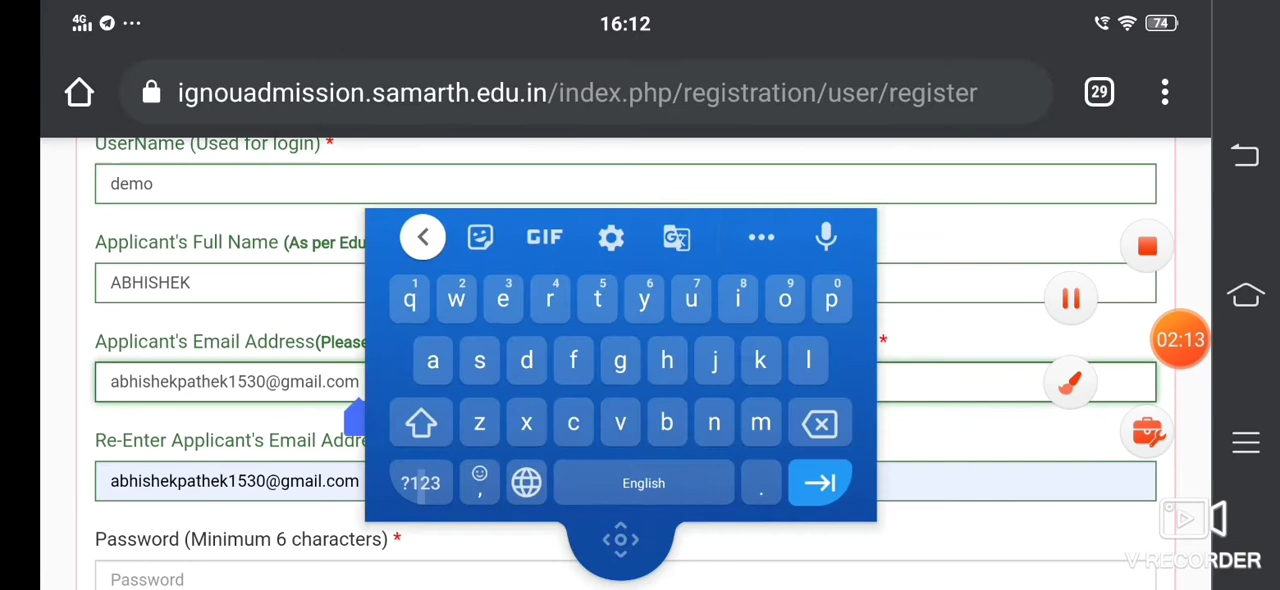 4G 16:12 74
ignouadmission.samarth.edu.in/index.php/registration/user/register 29
UserName (Used for login) *
demo
Applicant's Full Name (As per Edu
ABHISHEK
Applicant's Email Address(Please *
abhishekpathek1530@gmail.com
Re-Enter Applicant's Email Addre
abhishekpathek1530@gmail.com
Password (Minimum 6 characters) *
Password
GIF
1 2 3 4 5 6 7 8 9 0
q w e r t y u i o p
a s d f g h j k l
z x c v b n m
?123 , English .
02:13
V-RECORDER